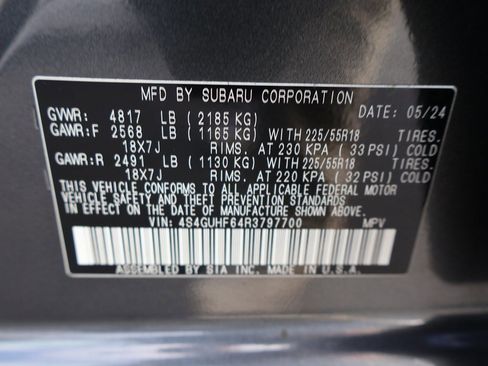 MFD BY SUBARU CORPORATION
GVWR: 4817 LB (2185 KG) DATE: 05/24
GAWR:F 2568 LB (1165 KG) WITH 225/55R18 TIRES.
18X7J RIMS. AT 230 KPA (33 PSI) COLD
GAWR:R 2491 LB (1130 KG) WITH 225/55R18 TIRES.
18X7J RIMS. AT 220 KPA (32 PSI) COLD
THIS VEHICLE CONFORMS TO ALL APPLICABLE FEDERAL MOTOR
VEHICLE SAFETY AND THEFT PREVENTION STANDARDS
IN EFFECT ON THE DATE OF MANUFACTURE SHOWN ABOVE.
VIN: 4S4GUHF64R3797700 MPV
ASSEMBLED BY SIA INC. MADE IN U.S.A.